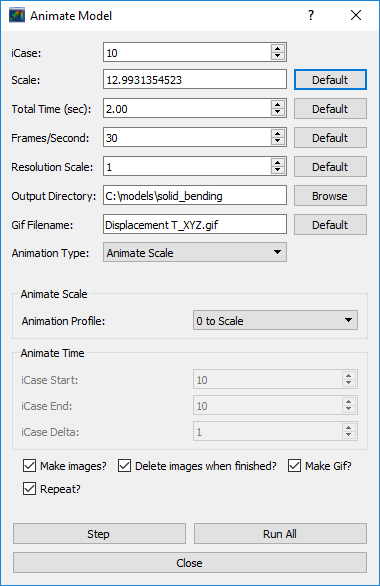 Animate Model
iCase: 10
Scale: 12.9931354523 Default
Total Time (sec): 2.00 Default
Frames/Second: 30 Default
Resolution Scale: 1 Default
Output Directory: C:\models\solid_bending Browse
Gif Filename: Displacement T_XYZ.gif Default
Animation Type: Animate Scale
Animate Scale
Animation Profile: 0 to Scale
Animate Time
iCase Start: 10
iCase End: 10
iCase Delta: 1
Make images? Delete images when finished? Make Gif?
Repeat?
Step Run All
Close